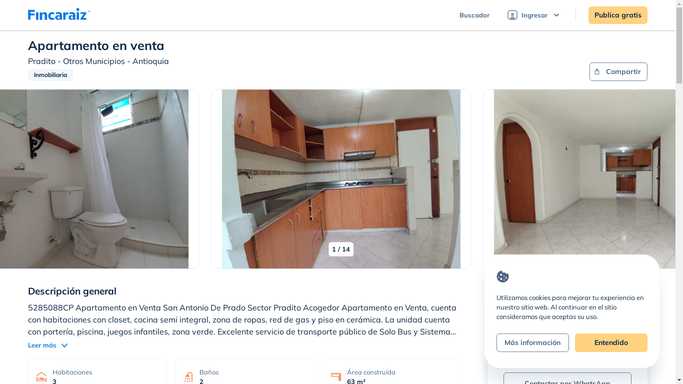 Fincaraiz
Buscador
Ingresar
Publica gratis
Apartamento en venta
Pradito - Otros Municipios - Antioquia
Inmobiliaria
Compartir
1 / 14
Descripción general
5285088CP Apartamento en Venta San Antonio De Prado Sector Pradito Acogedor Apartamento en Venta, cuenta
con habitaciones con closet, cocina semi integral, zona de ropas, red de gas y piso en cerámica. La unidad cuenta
con portería, piscina, juegos infantiles, zona verde. Excelente servicio de transporte público de Solo Bus y Sistema...
Leer más
Habitaciones
3
Baños
2
Área construida
63 m²
Utilizamos cookies para mejorar tu experiencia en
nuestro sitio web. Al continuar en el sitio
consideramos que aceptas su uso.
Más información
Entendido
Contactar por WhatsApp